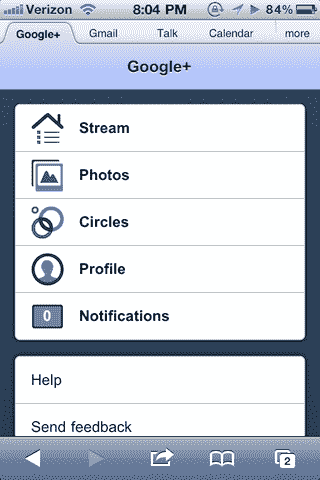 Verizon 8:04 PM 84%
Google+ Gmail Talk Calendar more
Google+
Stream
Photos
Circles
Profile
0 Notifications
Help
Send feedback
2